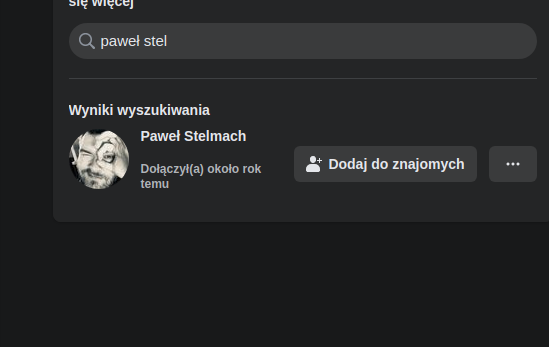 się więcej
paweł stel
Wyniki wyszukiwania
Paweł Stelmach
Dołączył(a) około rok
temu
Dodaj do znajomych